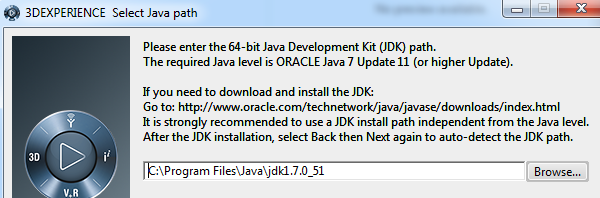 3DEXPERIENCE Select Java path
Please enter the 64-bit Java Development Kit (JDK) path.
The required Java level is ORACLE Java 7 Update 11 (or higher Update).
If you need to download and install the JDK:
Go to: http://www.oracle.com/technetwork/java/javase/downloads/index.html
It is strongly recommended to use a JDK install path independent from the Java level.
After the JDK installation, select Back then Next again to auto-detect the JDK path.
3D
i²
V.R
C:\Program Files\Java\jdk1.7.0_51
Browse...